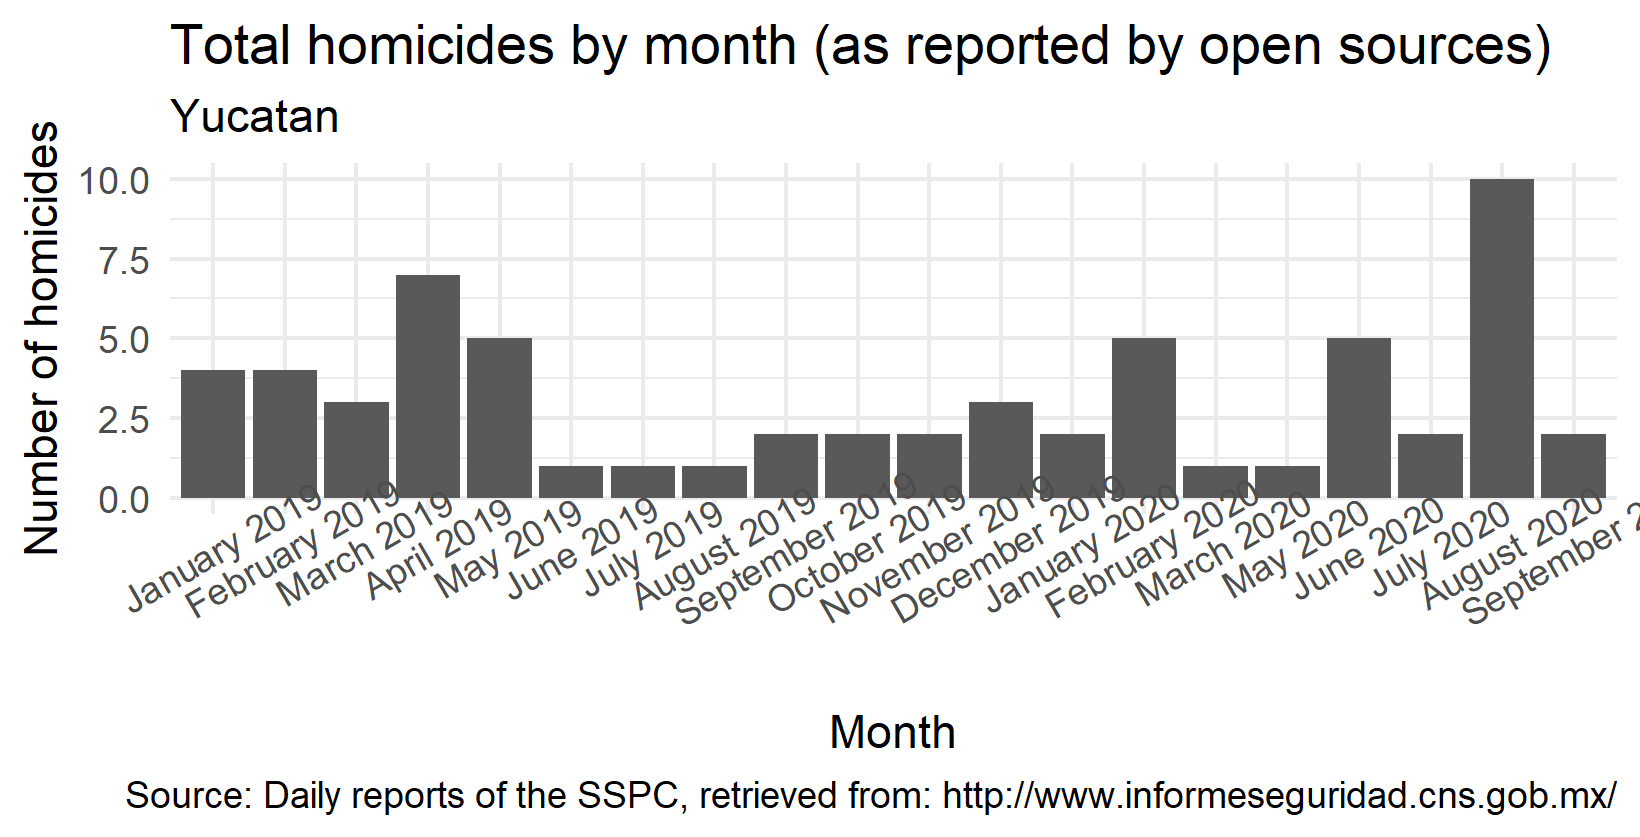 Total homicides by month (as reported by open sources)
Yucatan
Number of homicides
10.0
7.5
5.0
2.5
0.0
January 2019
February 2019
March 2019
April 2019
May 2019
June 2019
July 2019
August 2019
September 2019
October 2019
November 2019
December 2019
January 2020
February 2020
March 2020
May 2020
June 2020
July 2020
August 2020
September 2
Month
Source: Daily reports of the SSPC, retrieved from: http://www.informeseguridad.cns.gob.mx/